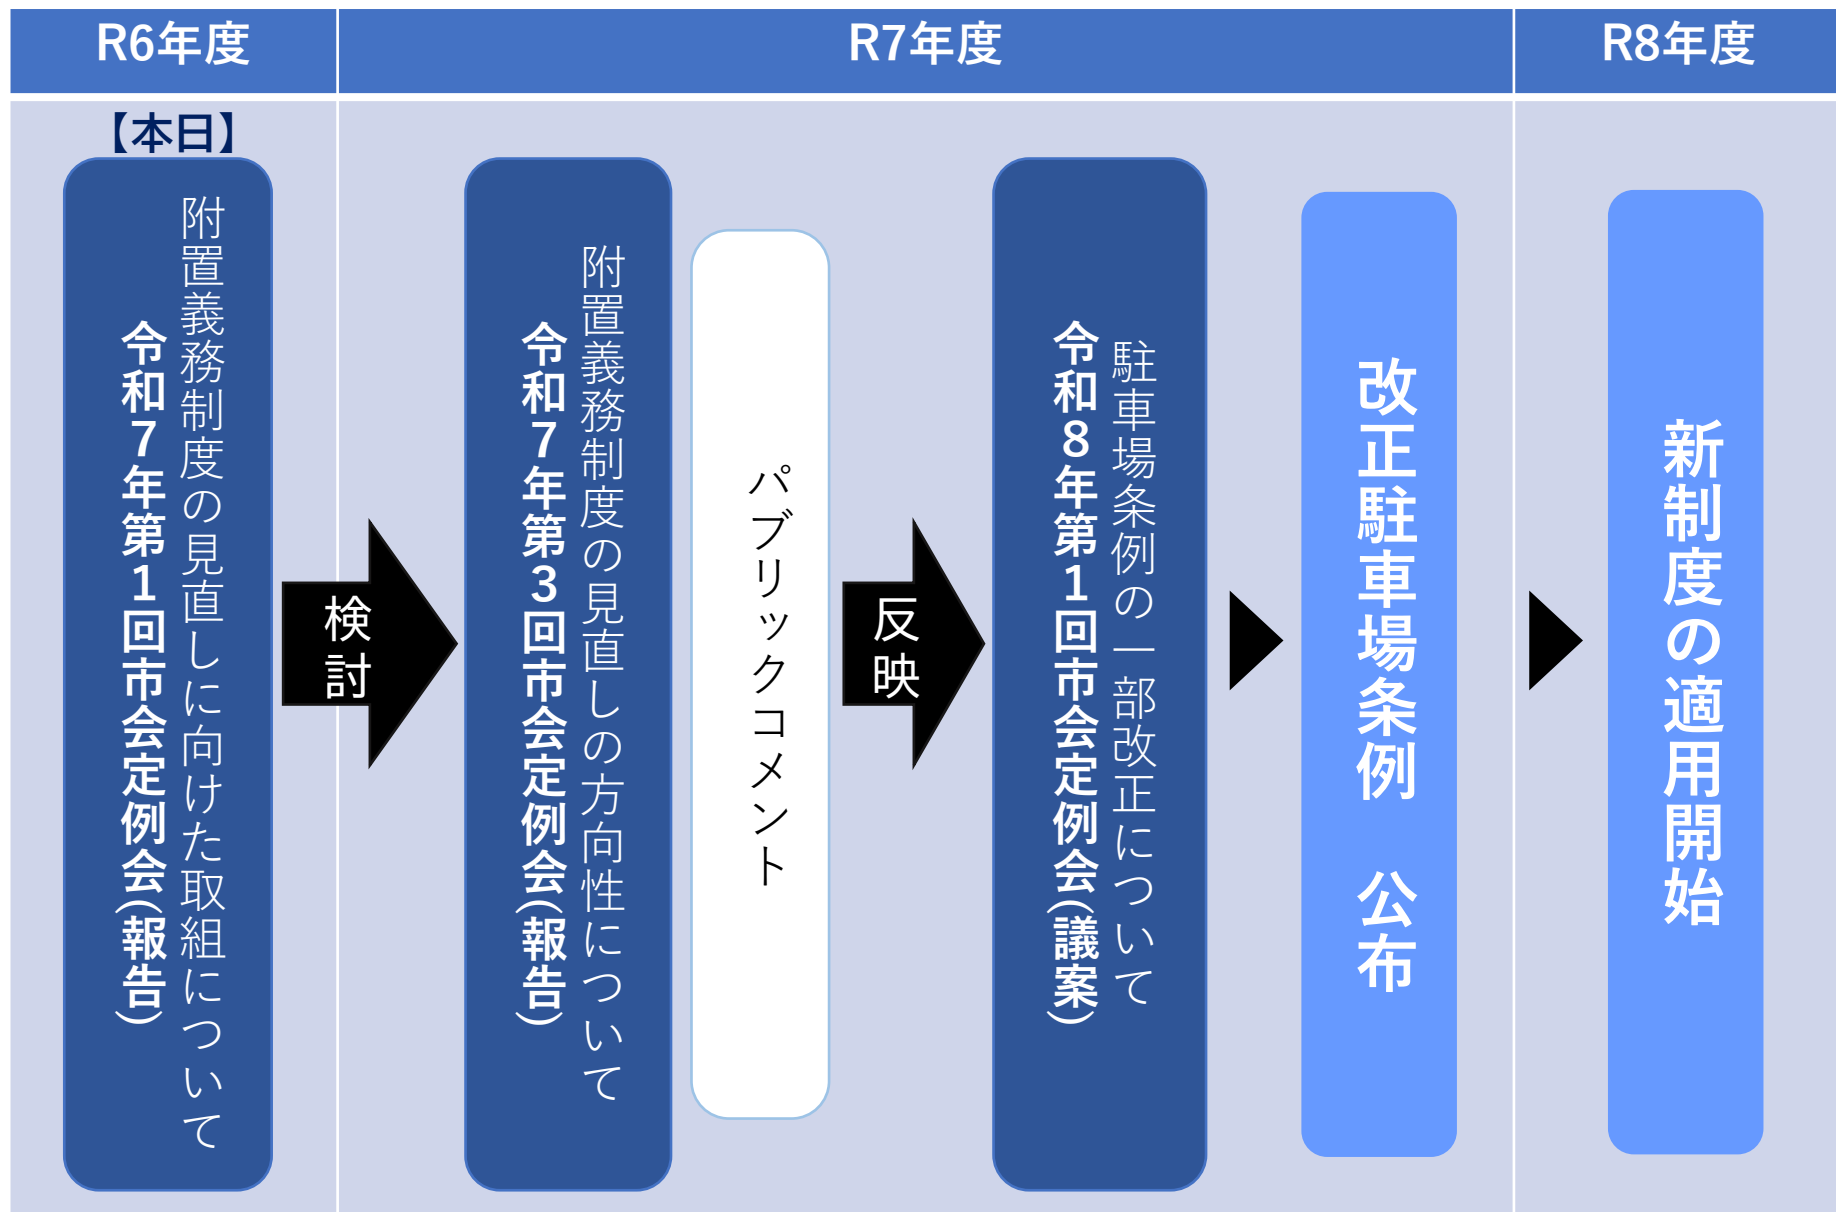 R6年度
R7年度
R8年度
【本日】
附置義務制度の見直しに向けた取組について
令和7年第1回市会定例会(報告)
検討
附置義務制度の見直しの方向性について
令和7年第3回市会定例会(報告)
パブリックコメント
反映
駐車場条例の一部改正について
令和8年第1回市会定例会(議案)
改正駐車場条例　公布
新制度の適用開始